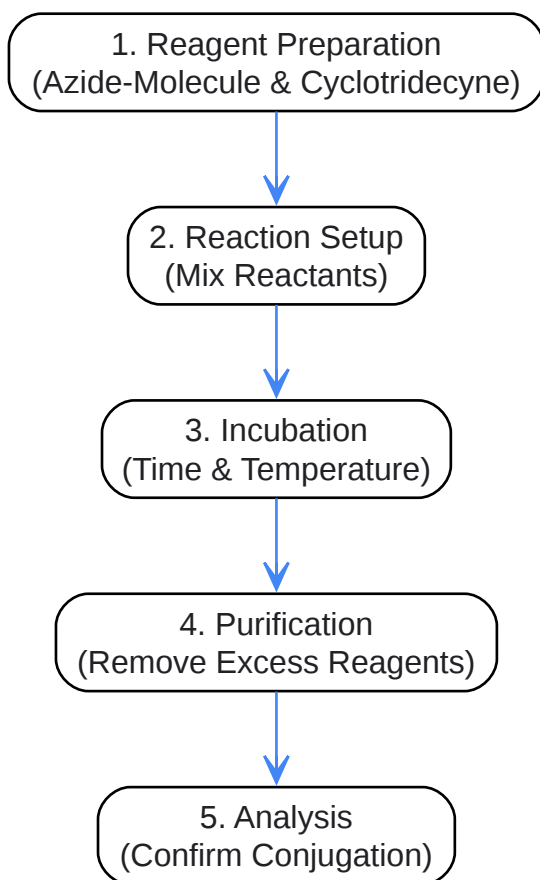 1. Reagent Preparation
(Azide-Molecule & Cyclotridecyne)
2. Reaction Setup
(Mix Reactants)
3. Incubation
(Time & Temperature)
4. Purification
(Remove Excess Reagents)
5. Analysis
(Confirm Conjugation)